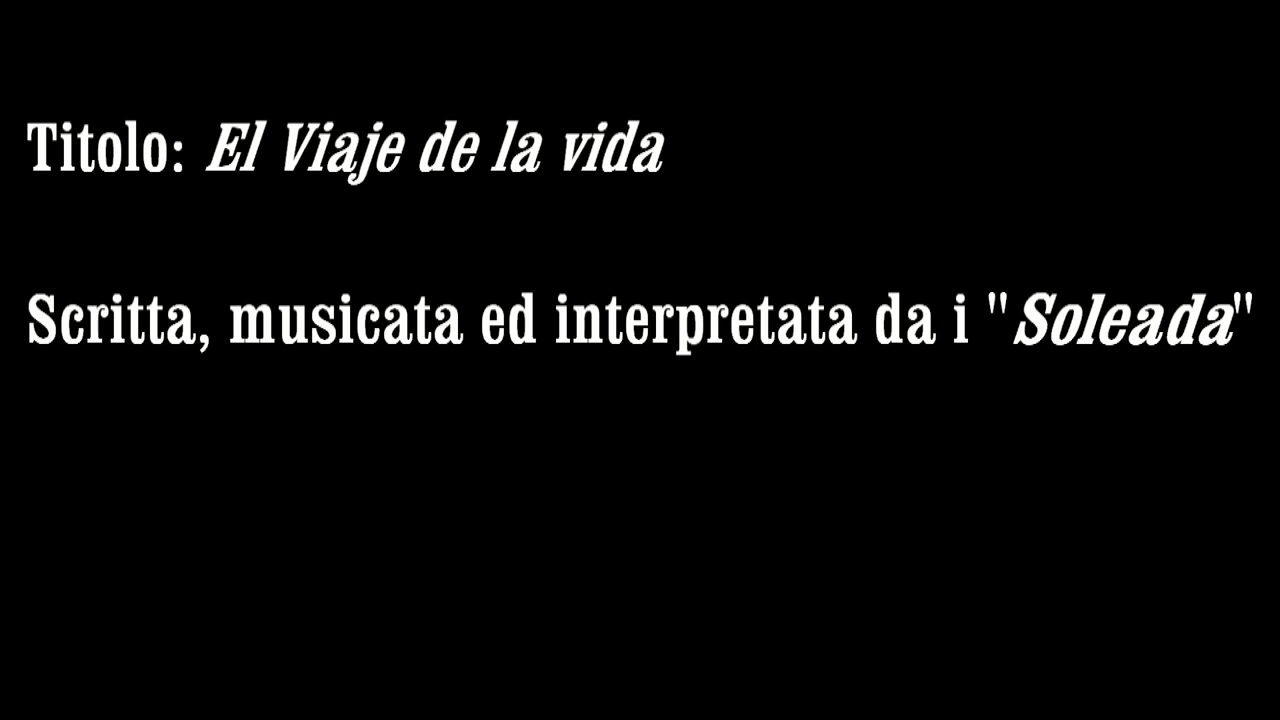 Titolo: El Viaje de la vida
Scritta, musicata ed interpretata da i "Soleada"